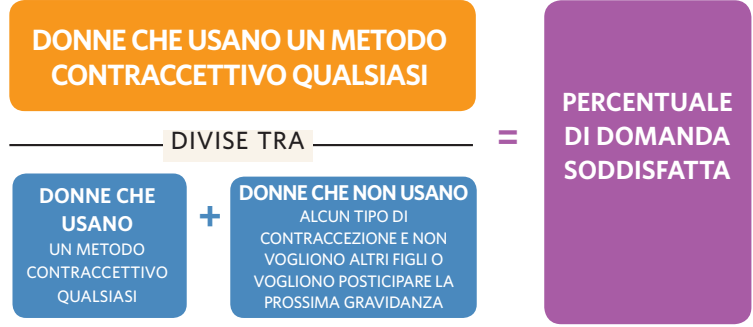 DONNE CHE USANO UN METODO
CONTRACCETTIVO QUALSIASI
DIVISE TRA
DONNE CHE
USANO
UN METODO
CONTRACCETTIVO
QUALSIASI
+
DONNE CHE NON USANO
ALCUN TIPO DI
CONTRACCEZIONE E NON
VOGLIONO ALTRI FIGLI O
VOGLIONO POSTICIPARE LA
PROSSIMA GRAVIDANZA
=
PERCENTUALE
DI DOMANDA
SODDISFATTA